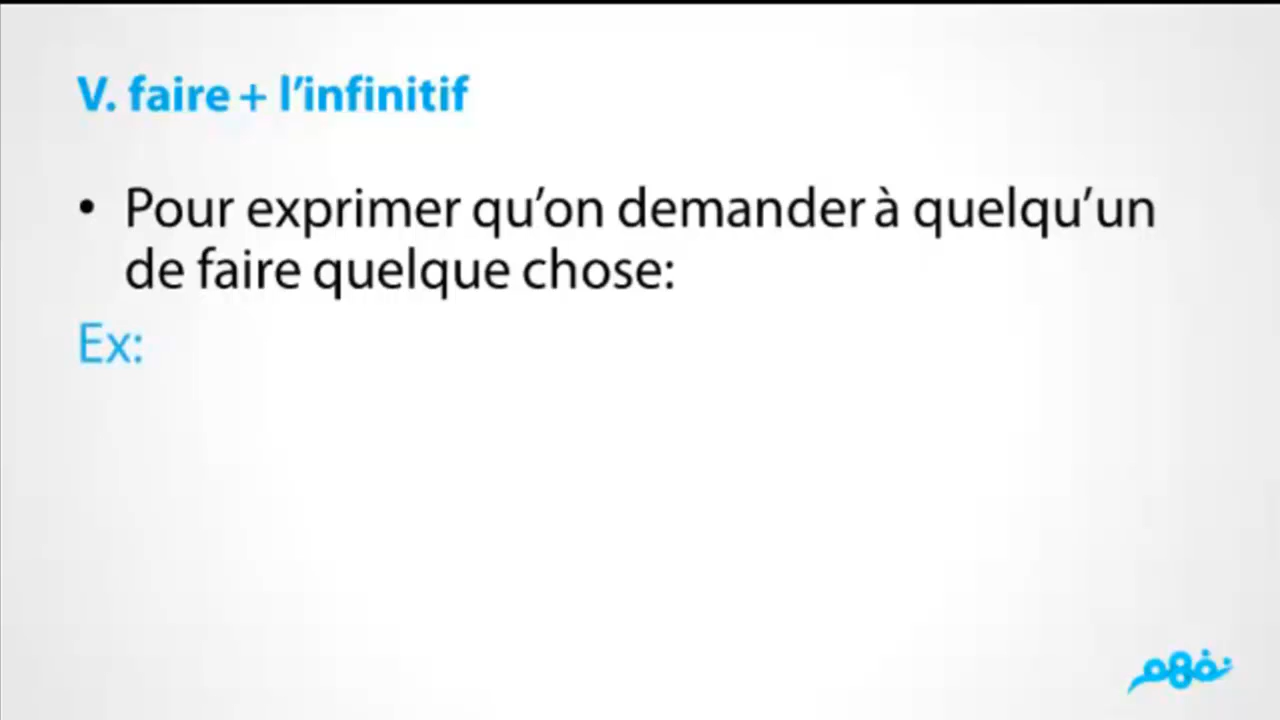 V. faire + l’infinitif
• Pour exprimer qu’on demander à quelqu’un
de faire quelque chose:
Ex:
نفهم